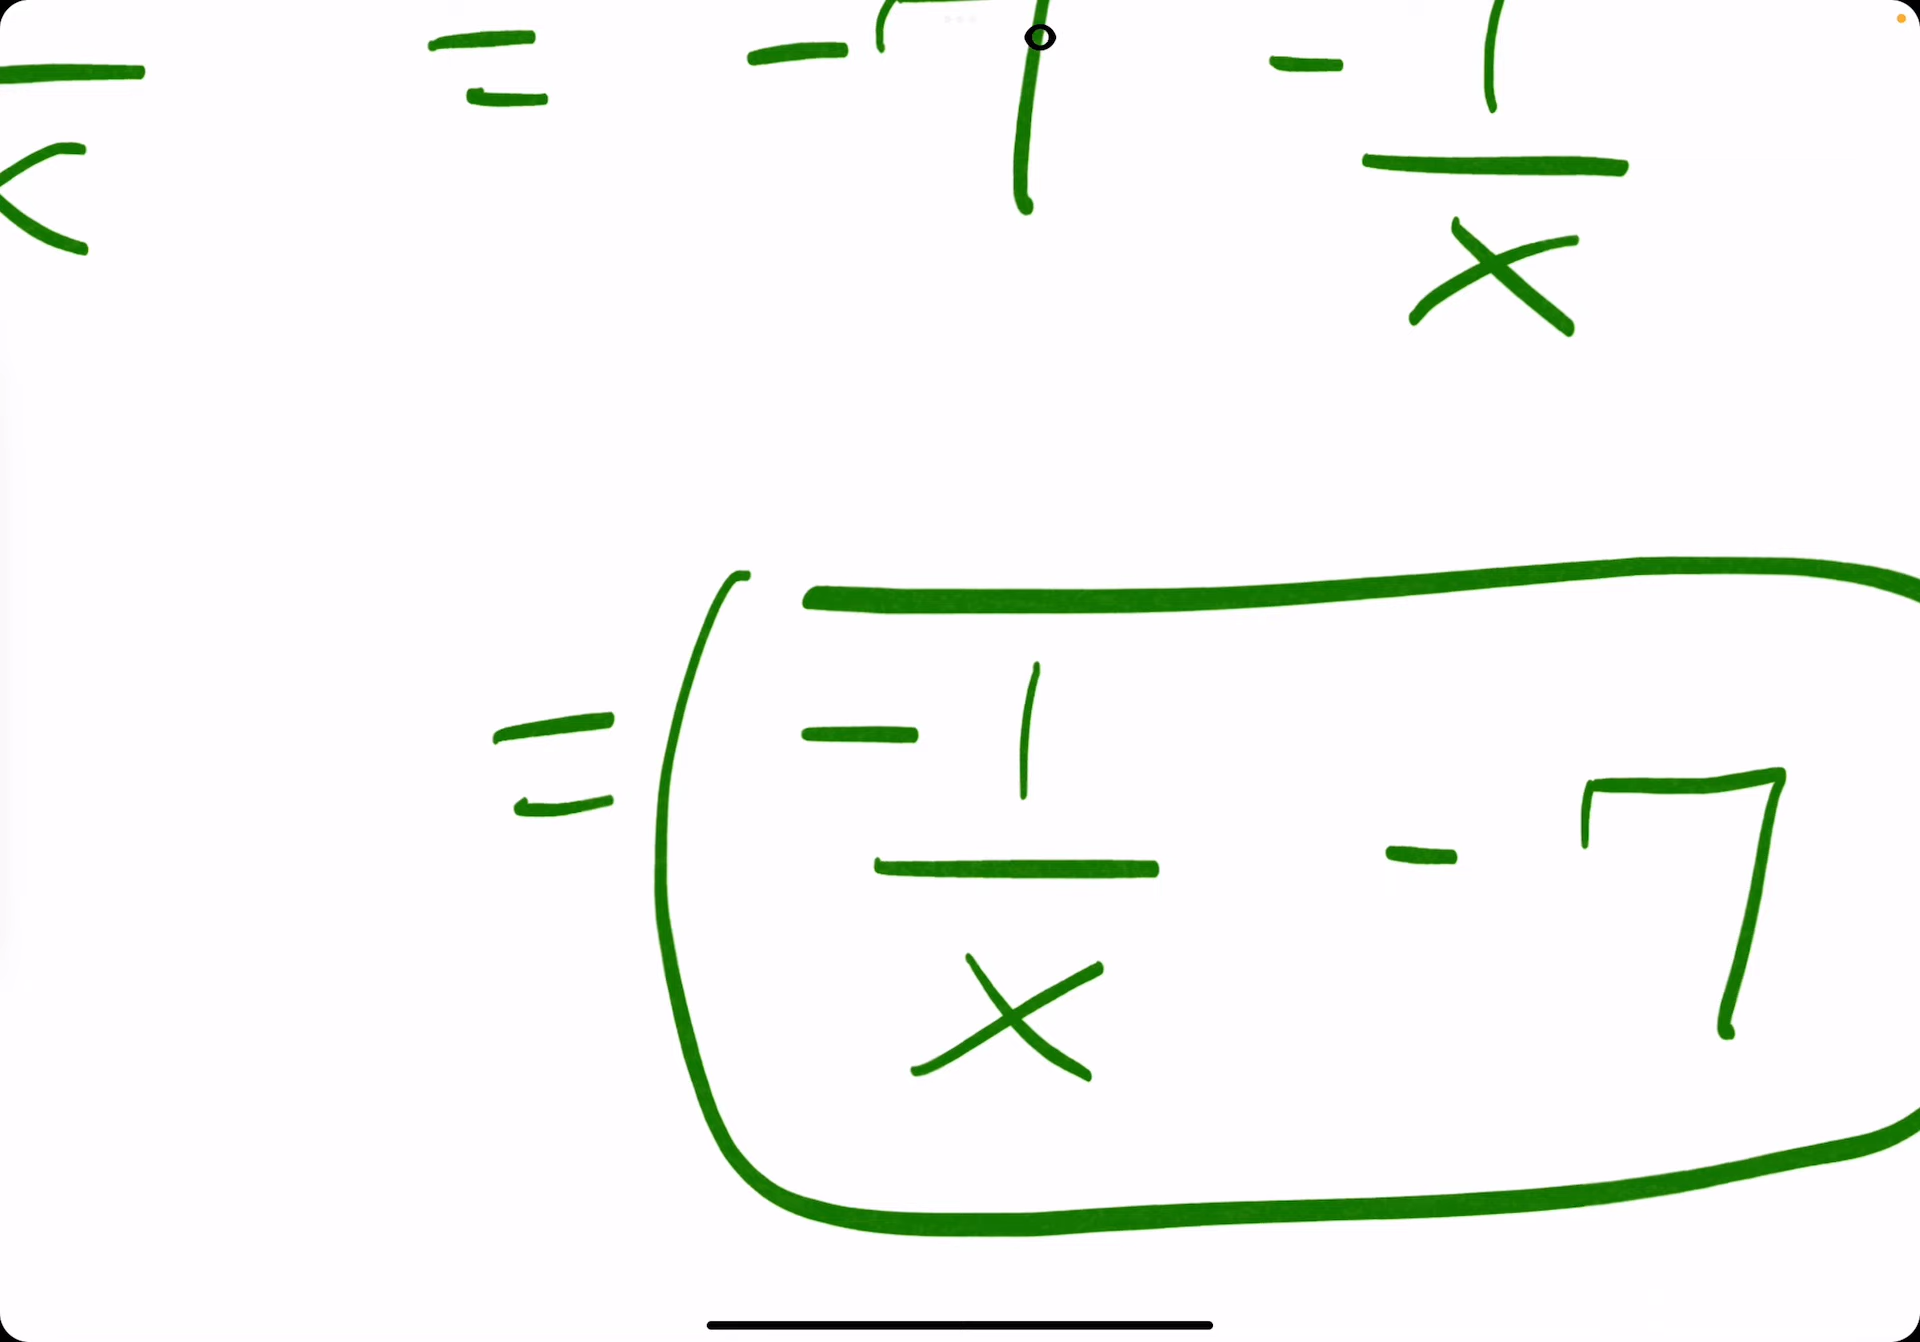 — x = -7 - 1/x
= -1/x - 7